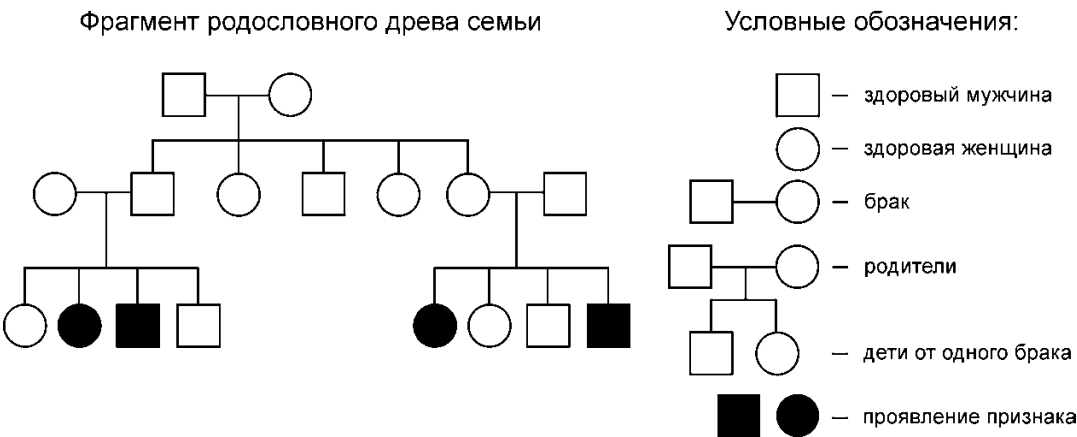 Фрагмент родословного древа семьи
Условные обозначения:
— здоровый мужчина
— здоровая женщина
— брак
— родители
— дети от одного брака
— проявление признака